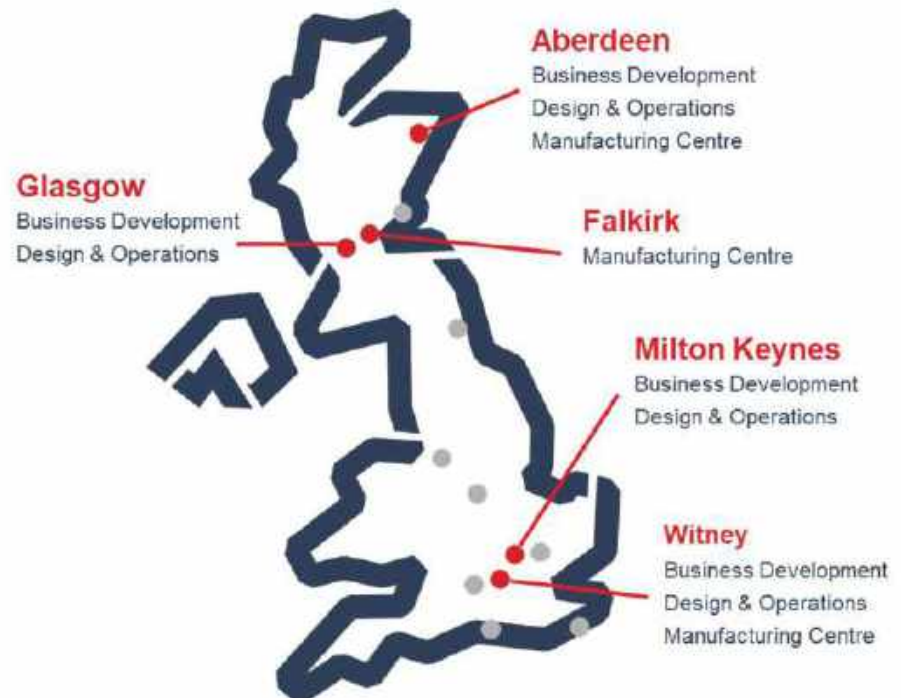 Aberdeen
Business Development
Design & Operations
Manufacturing Centre
Glasgow
Business Development
Design & Operations
Falkirk
Manufacturing Centre
Milton Keynes
Business Development
Design & Operations
Witney
Business Development
Design & Operations
Manufacturing Centre